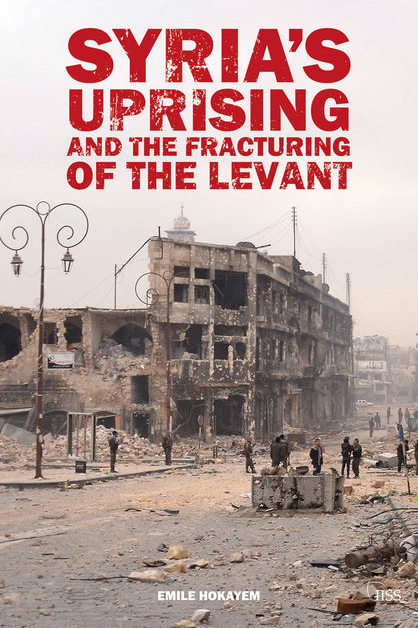 SYRIA'S
UPRISING
AND THE FRACTURING
OF THE LEVANT
EMILE HOKAYEM
IISS